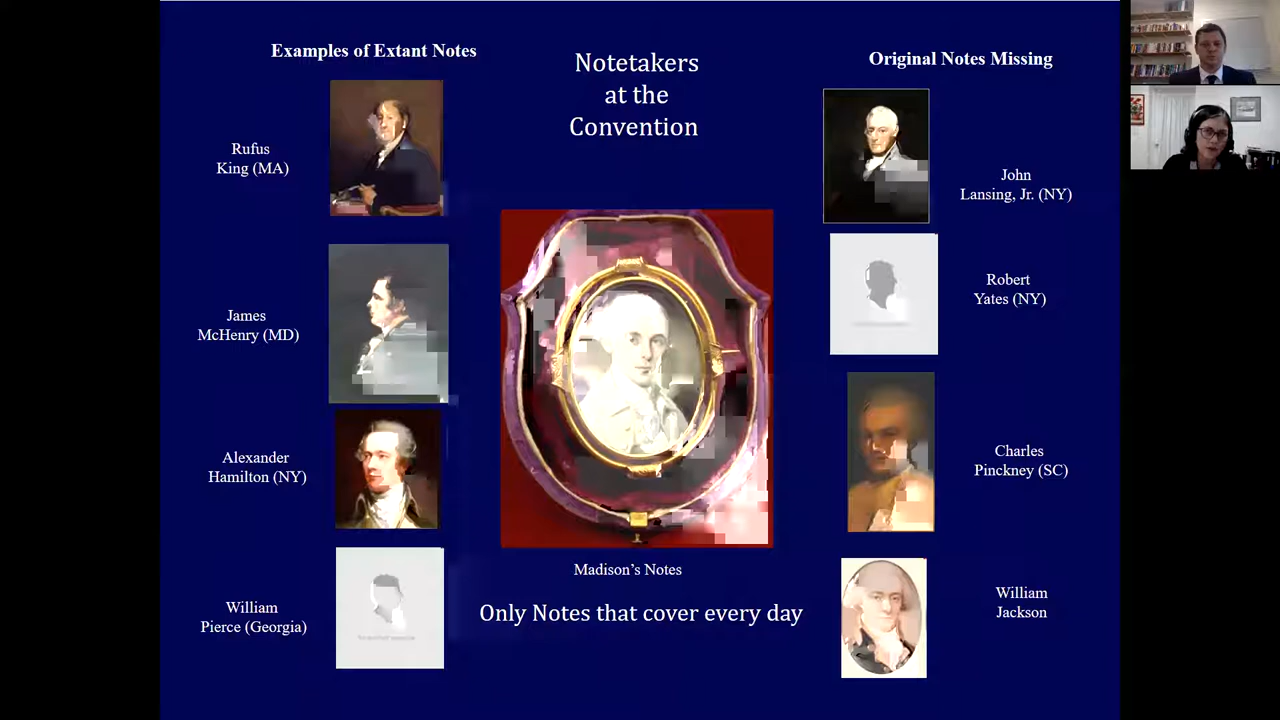 Examples of Extant Notes
Notetakers
at the
Convention
Original Notes Missing
Rufus
King (MA)
James
McHenry (MD)
Alexander
Hamilton (NY)
William
Pierce (Georgia)
Madison's Notes
Only Notes that cover every day
John
Lansing, Jr. (NY)
Robert
Yates (NY)
Charles
Pinckney (SC)
William
Jackson